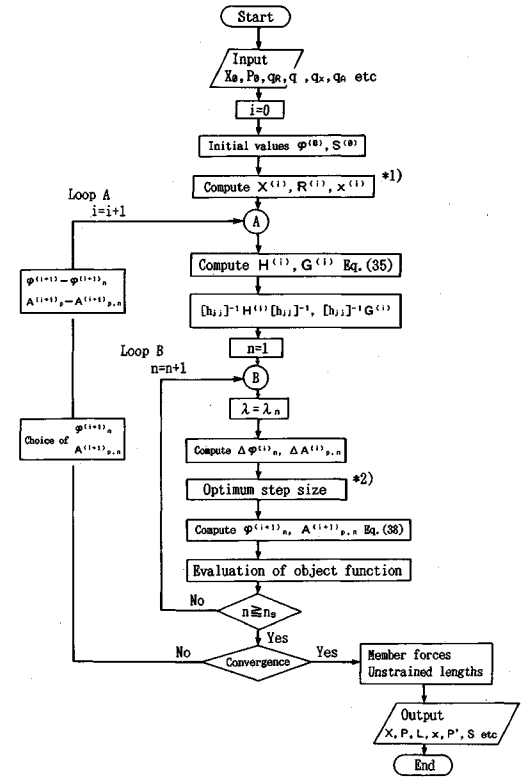 Start
Input
X₀, P₀, q_R, q , q_x, q_A etc
i=0
Initial values φ⁽⁰⁾, S⁽⁰⁾
Compute X⁽ⁱ⁾, R⁽ⁱ⁾, x⁽ⁱ⁾
*1)
Loop A
i=i+1
A
Compute H⁽ⁱ⁾, G⁽ⁱ⁾ Eq.(35)
φ⁽ⁱ⁺¹⁾−φ⁽ⁱ⁺¹⁾ₙ
A⁽ⁱ⁺¹⁾ₚ−A⁽ⁱ⁺¹⁾ₚ,ₙ
[hⱼⱼ]⁻¹H⁽ⁱ⁾[hⱼⱼ]⁻¹, [hⱼⱼ]⁻¹G⁽ⁱ⁾
n=1
Loop B
n=n+1
B
λ=λₙ
Choice of φ⁽ⁱ⁺¹⁾ₙ
A⁽ⁱ⁺¹⁾ₚ,ₙ
Compute Δφ⁽ⁱ⁾ₙ, ΔA⁽ⁱ⁾ₚ,ₙ
*2)
Optimum step size
Compute φ⁽ⁱ⁺¹⁾ₙ, A⁽ⁱ⁺¹⁾ₚ,ₙ Eq.(38)
Evaluation of object function
No
n≧nₛ
Yes
No
Convergence
Yes
Member forces
Unstrained lengths
Output
X, P, L, x, P', S etc
End